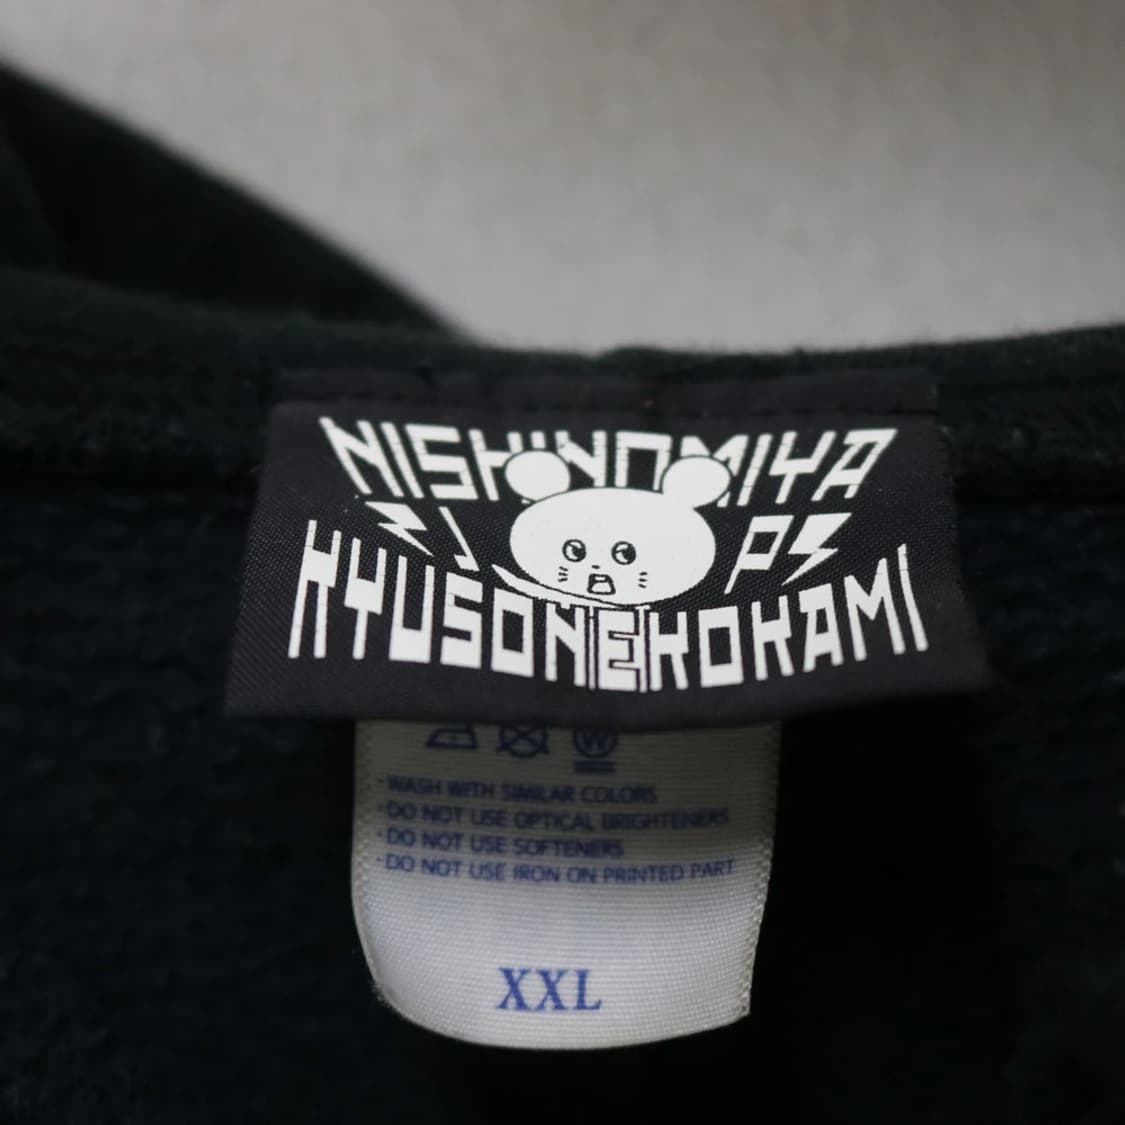 NISHINOMIYA
J P
KYUSONEKOKAMI
W
·WASH WITH SIMILAR COLORS
·DO NOT USE OPTICAL BRIGHTENERS
·DO NOT USE SOFTENERS
·DO NOT USE IRON ON PRINTED PART
XXL